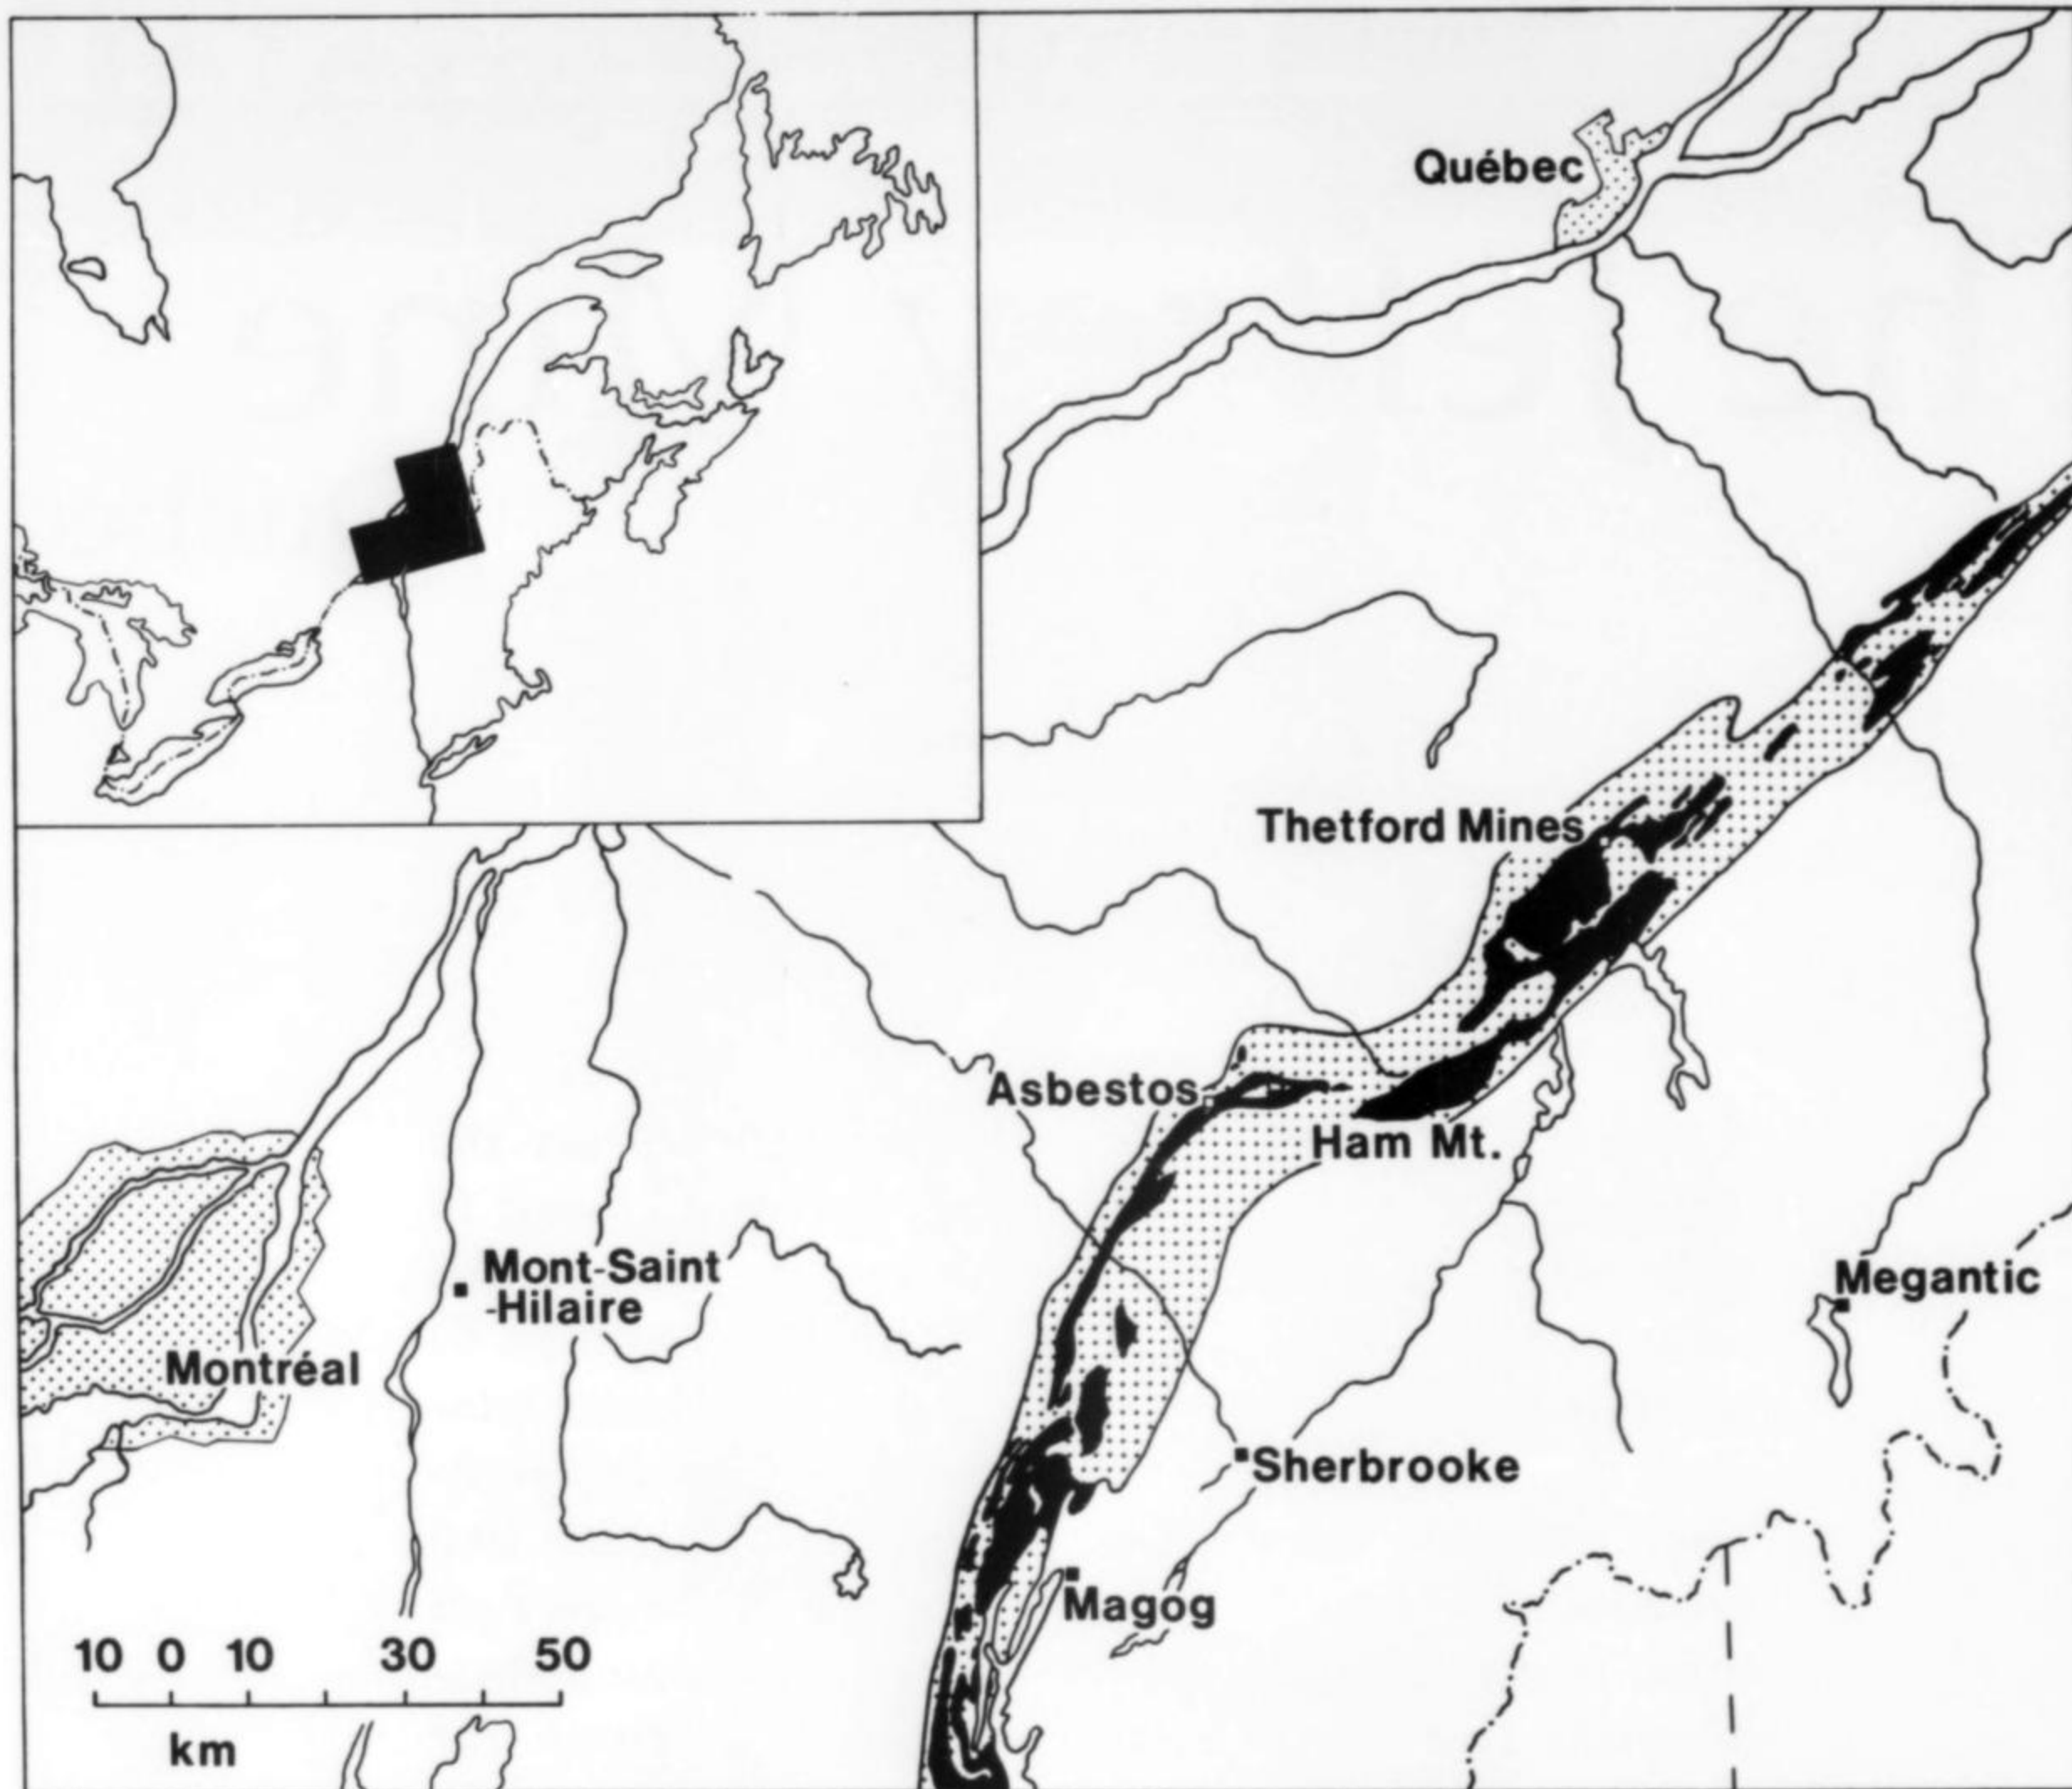 Québec
Thetford Mines
Asbestos
Ham Mt.
Mont-Saint
-Hilaire
Megantic
Montréal
Sherbrooke
Magog
10 0 10 30 50
km